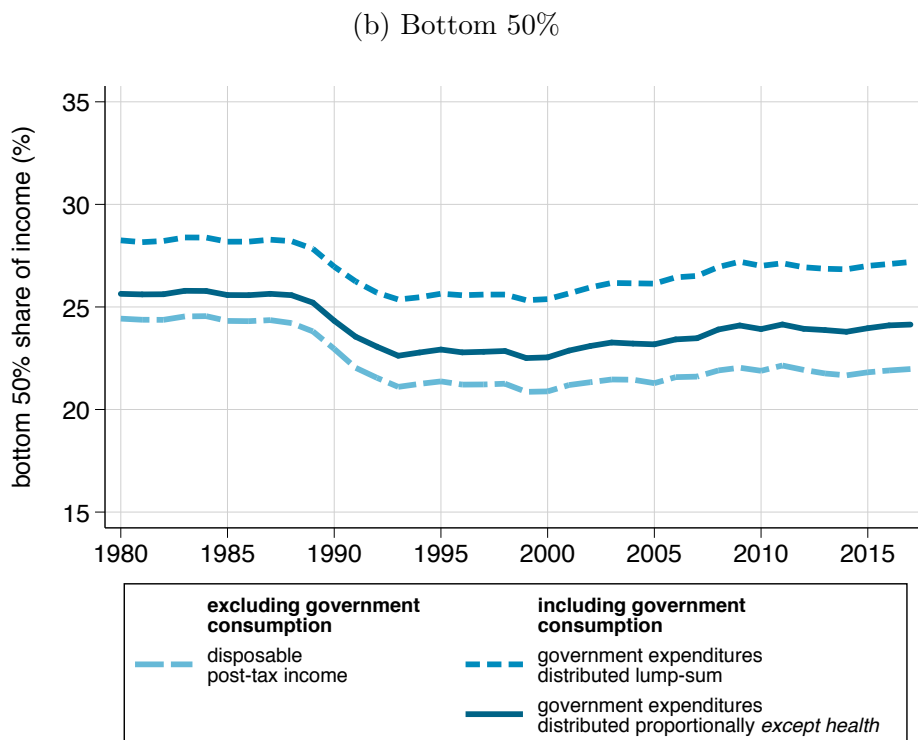 (b) Bottom 50%
bottom 50% share of income (%)
35
30
25
20
15
1980 1985 1990 1995 2000 2005 2010 2015
excluding government
consumption
disposable
post-tax income
including government
consumption
government expenditures
distributed lump-sum
government expenditures
distributed proportionally except health